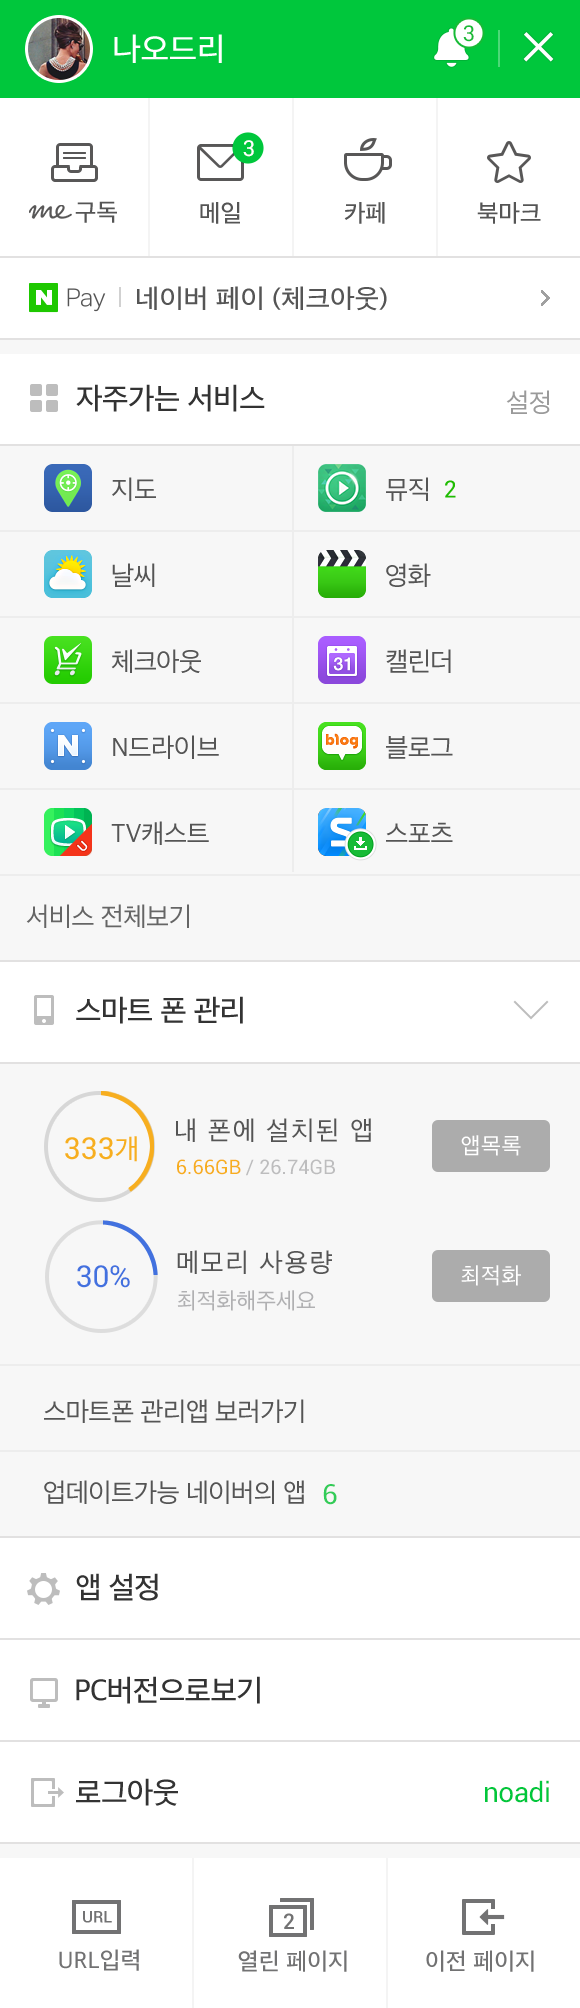 나오드리 3
3
me 구독 메일 카페 북마크
N Pay 네이버 페이 (체크아웃)
자주가는 서비스 설정
지도 뮤직 2
날씨 영화
체크아웃 31 캘린더
N N드라이브 blog 블로그
TV캐스트 S 스포츠
서비스 전체보기
스마트 폰 관리
333개 내 폰에 설치된 앱 앱목록
6.66GB / 26.74GB
30% 메모리 사용량 최적화
최적화해주세요
스마트폰 관리앱 보러가기
업데이트가능 네이버의 앱 6
앱 설정
PC버전으로보기
로그아웃 noadi
URL 2
URL입력 열린 페이지 이전 페이지